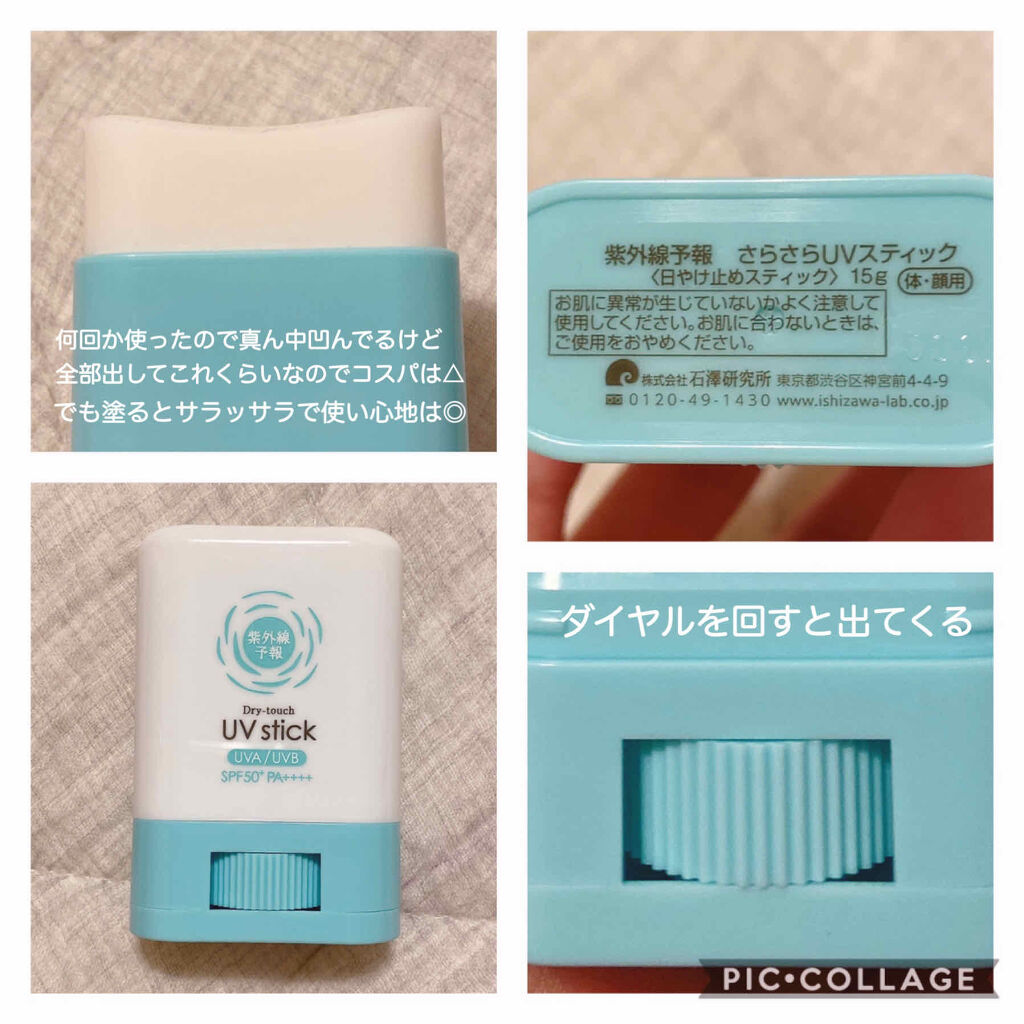 何回か使ったので真ん中凹んでるけど
全部出してこれくらいなのでコスパは△
でも塗るとサラッサラで使い心地は◎
紫外線予報 さらさらUVスティック
〈日やけ止めスティック〉 15g 体・顔用
お肌に異常が生じていないかよく注意して
使用してください。お肌に合わないときは、
ご使用をおやめください。
株式会社 石澤研究所 東京都渋谷区神宮前4-4-9
0120-49-1430 www.ishizawa-lab.co.jp
紫外線
予報
Dry-touch
UV stick
UVA/UVB
SPF50+ PA++++
ダイヤルを回すと出てくる
PIC•COLLAGE